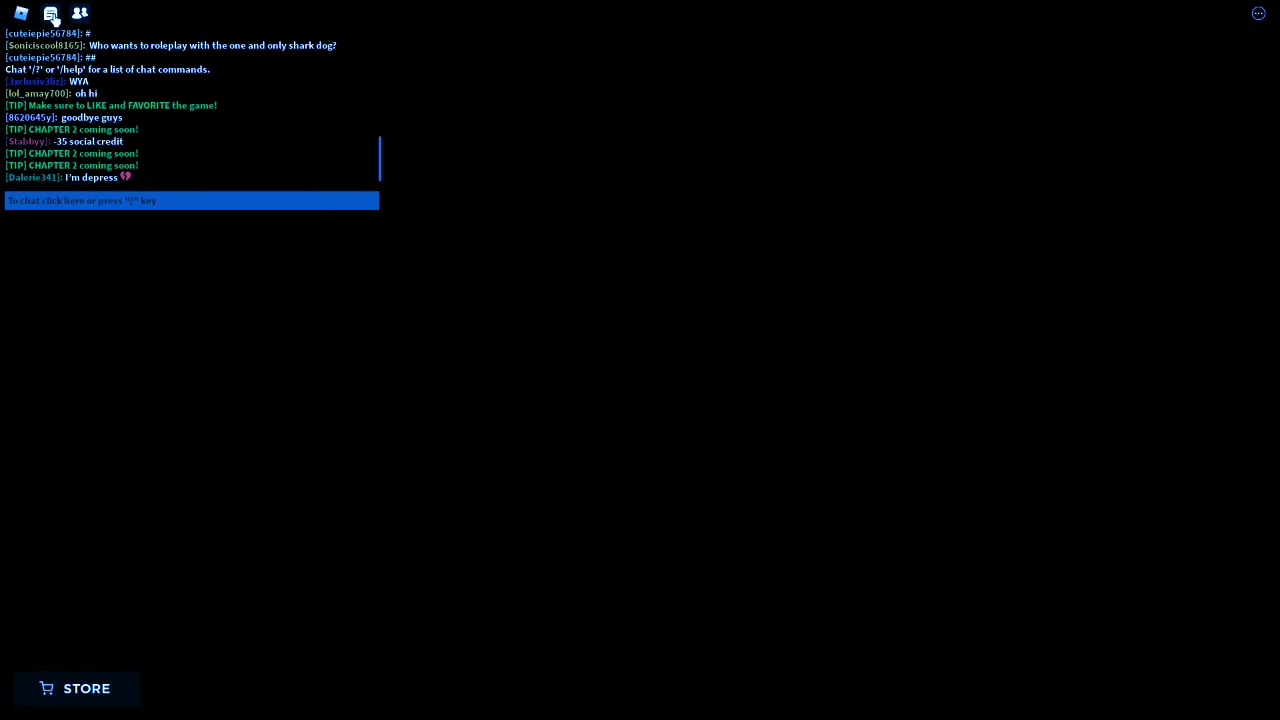 [cuteiepie56784]: #
[Soniciscool8165]: Who wants to roleplay with the one and only shark dog?
[cuteiepie56784]: ##
Chat '/?' or '/help' for a list of chat commands.
[3xclusiv3liz]: WYA
[lol_amay700]: oh hi
[TIP] Make sure to LIKE and FAVORITE the game!
[8620645y]: goodbye guys
[TIP] CHAPTER 2 coming soon!
[Stabbyy]: -35 social credit
[TIP] CHAPTER 2 coming soon!
[TIP] CHAPTER 2 coming soon!
[Dalerie341]: I'm depress 💔
To chat click here or press "/" key
STORE